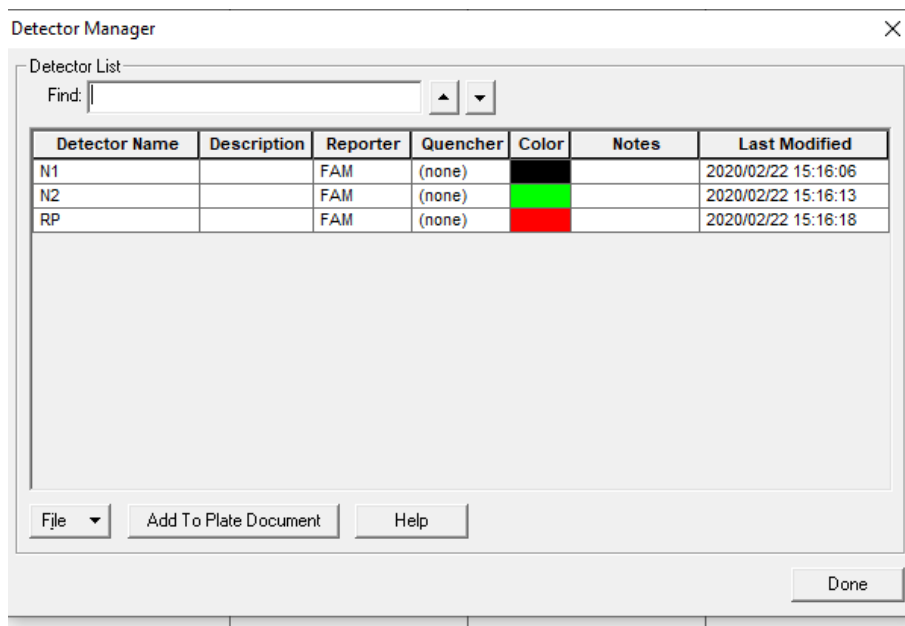 Detector Manager
Detector List
Find:
Detector Name Description Reporter Quencher Color Notes Last Modified
N1 FAM (none) 2020/02/22 15:16:06
N2 FAM (none) 2020/02/22 15:16:13
RP FAM (none) 2020/02/22 15:16:18
File Add To Plate Document Help
Done